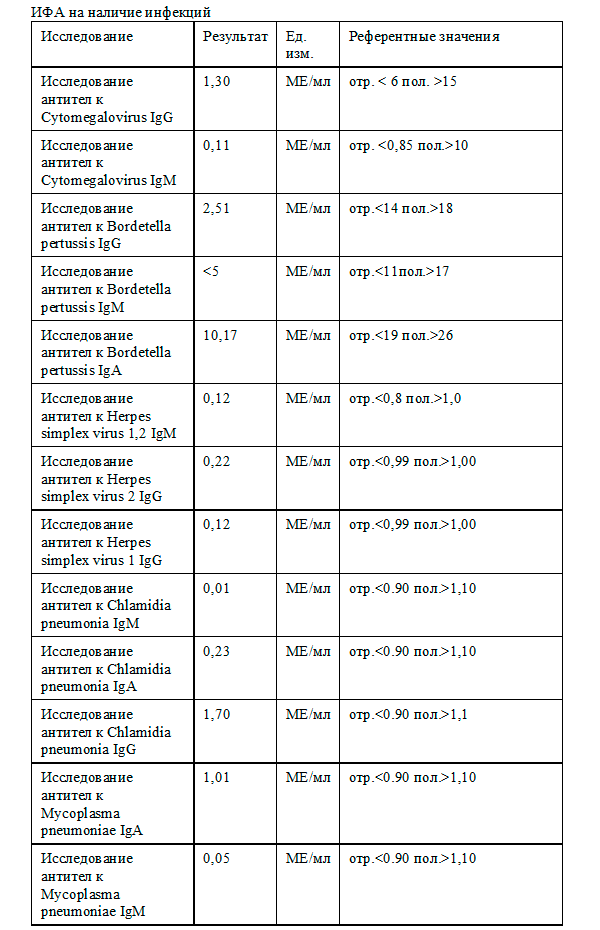 ИФА на наличие инфекций
Исследование Результат Ед. Референтные значения
изм.
Исследование 1,30 МЕ/мл отр. < 6 пол. >15
антител к
Cytomegalovirus IgG
Исследование 0,11 МЕ/мл отр. <0,85 пол.>10
антител к
Cytomegalovirus IgM
Исследование 2,51 МЕ/мл отр.<14 пол.>18
антител к Bordetella
pertussis IgG
Исследование <5 МЕ/мл отр.<11пол.>17
антител к Bordetella
pertussis IgM
Исследование 10,17 МЕ/мл отр.<19 пол.>26
антител к Bordetella
pertussis IgA
Исследование 0,12 МЕ/мл отр.<0,8 пол.>1,0
антител к Herpes
simplex virus 1,2 IgM
Исследование 0,22 МЕ/мл отр.<0,99 пол.>1,00
антител к Herpes
simplex virus 2 IgG
Исследование 0,12 МЕ/мл отр.<0,99 пол.>1,00
антител к Herpes
simplex virus 1 IgG
Исследование 0,01 МЕ/мл отр.<0.90 пол.>1,10
антител к Chlamidia
pneumonia IgM
Исследование 0,23 МЕ/мл отр.<0.90 пол.>1,10
антител к Chlamidia
pneumonia IgA
Исследование 1,70 МЕ/мл отр.<0.90 пол.>1,1
антител к Chlamidia
pneumonia IgG
Исследование 1,01 МЕ/мл отр.<0.90 пол.>1,10
антител к
Mycoplasma
pneumoniae IgA
Исследование 0,05 МЕ/мл отр.<0.90 пол.>1,10
антител к
Mycoplasma
pneumoniae IgM